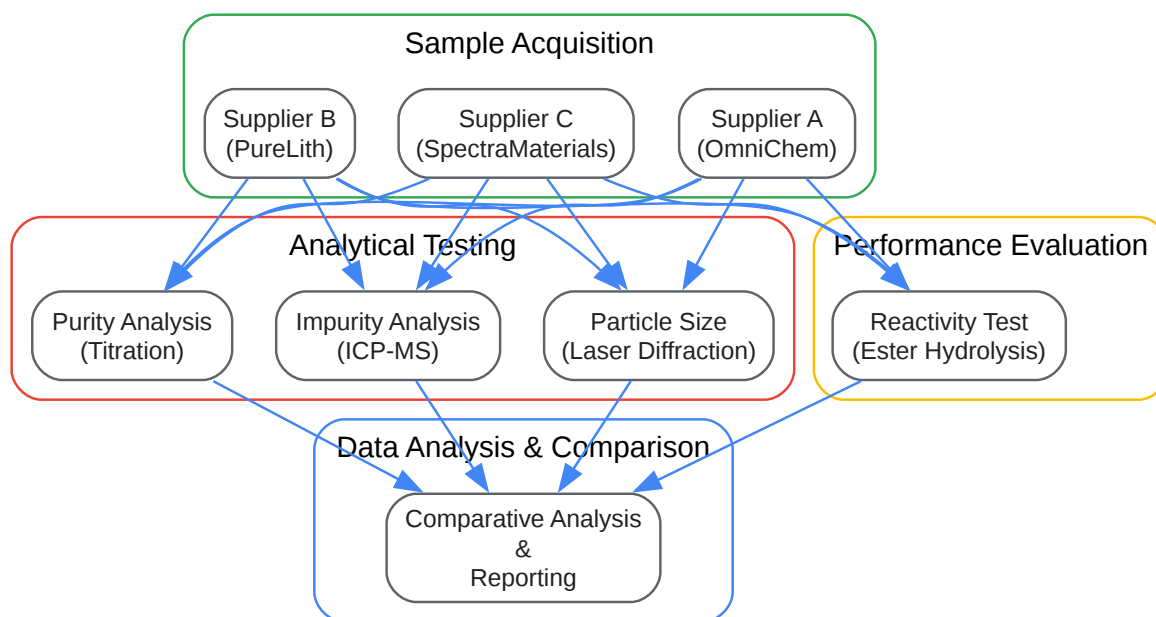 Sample Acquisition
Supplier B
(PureLith)
Supplier C
(SpectraMaterials)
Supplier A
(OmniChem)
Analytical Testing
Performance Evaluation
Purity Analysis
(Titration)
Impurity Analysis
(ICP-MS)
Particle Size
(Laser Diffraction)
Reactivity Test
(Ester Hydrolysis)
Data Analysis & Comparison
Comparative Analysis
&
Reporting